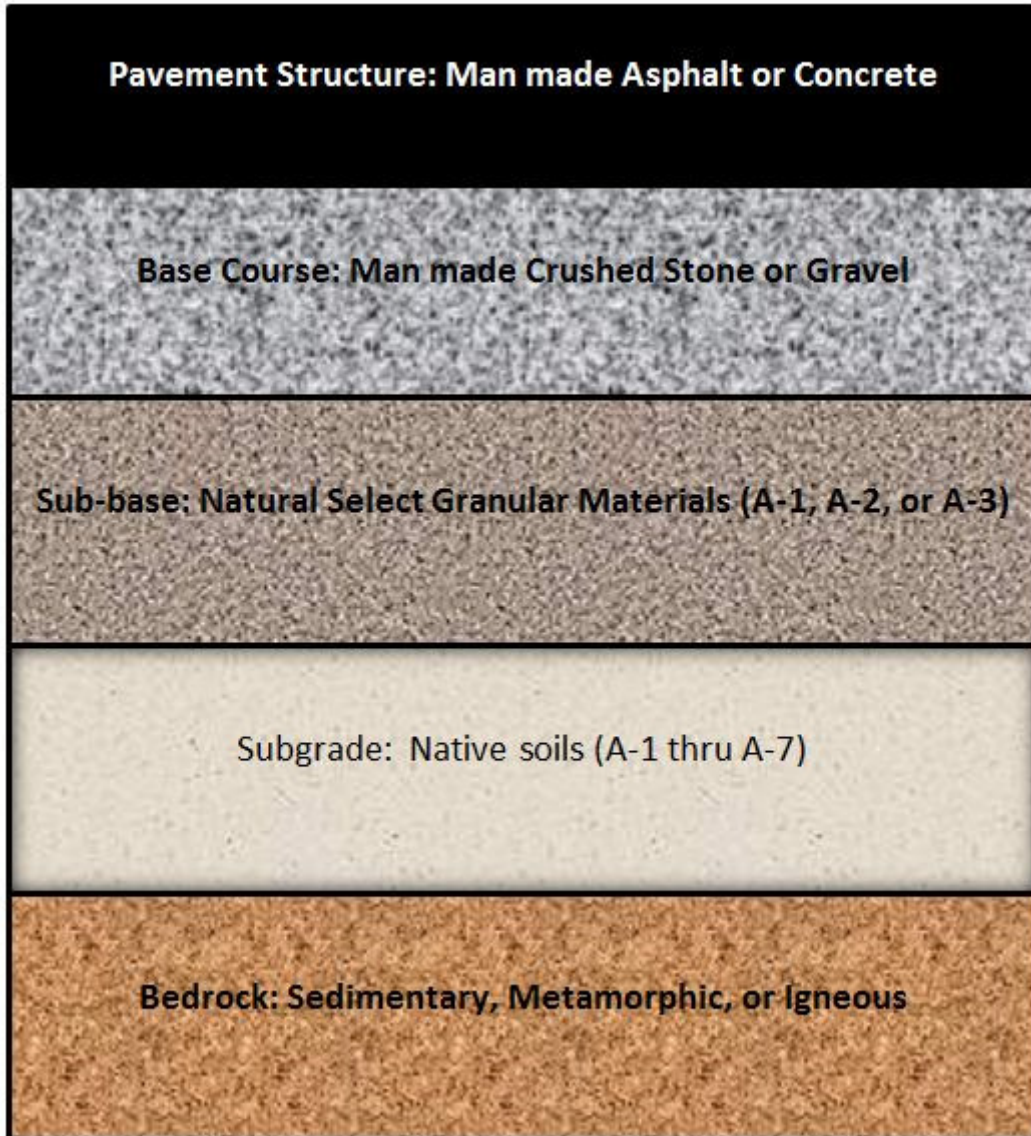 Pavement Structure: Man made Asphalt or Concrete
Base Course: Man made Crushed Stone or Gravel
Sub-base: Natural Select Granular Materials (A-1, A-2, or A-3)
Subgrade:  Native soils (A-1 thru A-7)
Bedrock: Sedimentary, Metamorphic, or Igneous